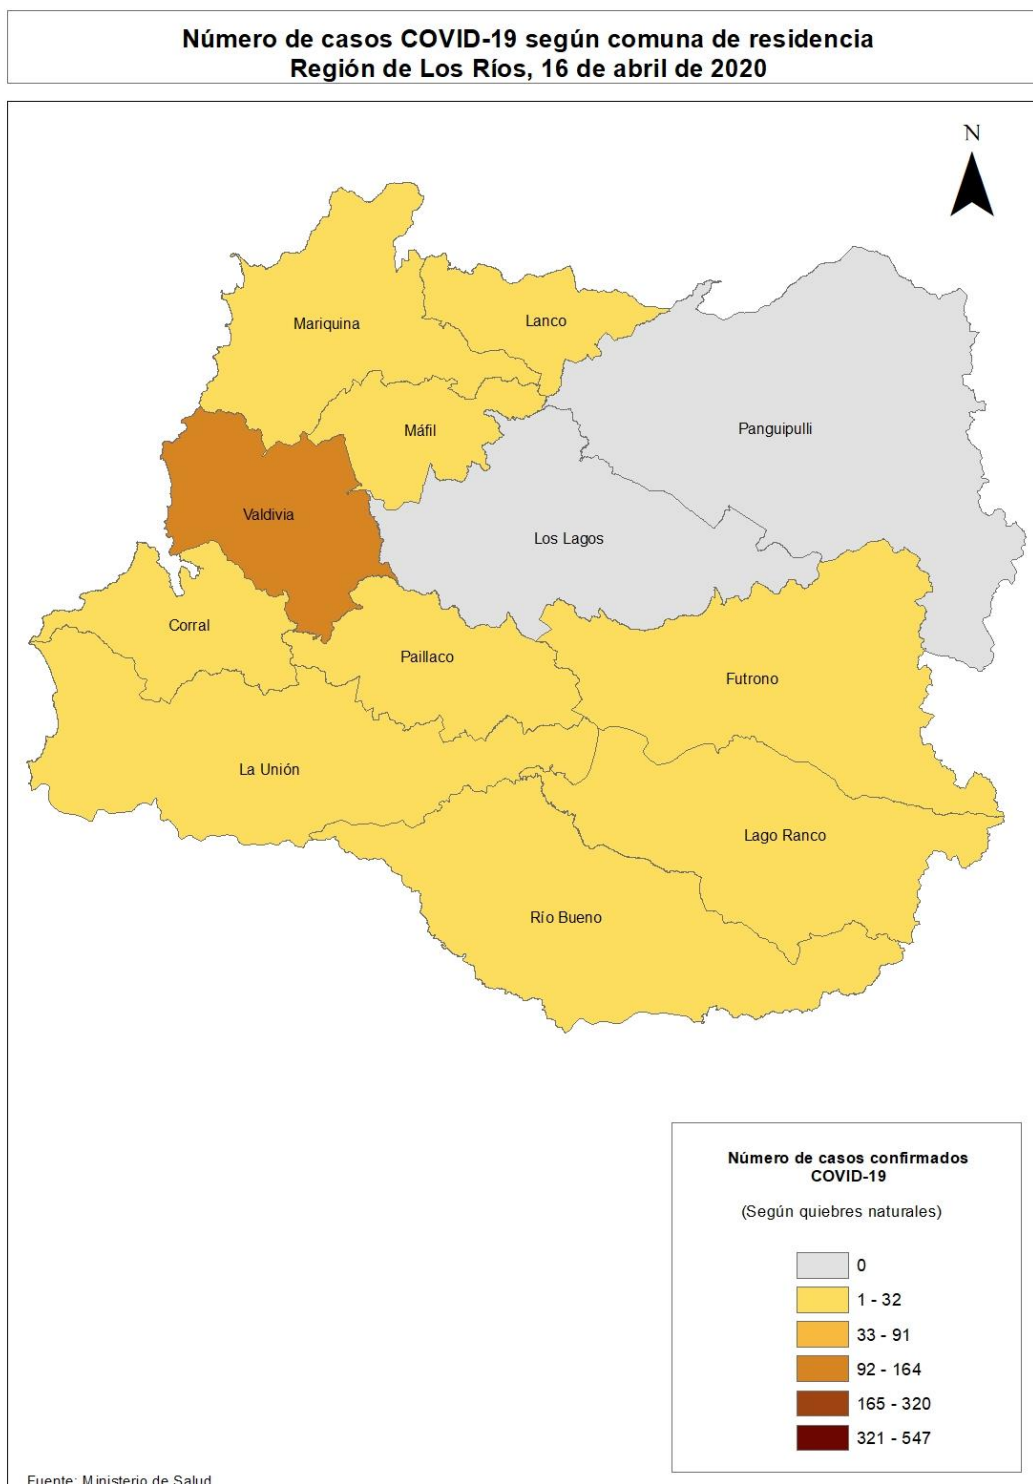 Número de casos COVID-19 según comuna de residencia
Región de Los Ríos, 16 de abril de 2020
N
Mariquina
Lanco
Máfil
Panguipulli
Valdivia
Los Lagos
Corral
Paillaco
Futrono
La Unión
Lago Ranco
Río Bueno
Número de casos confirmados
COVID-19
(Según quiebres naturales)
0
1 - 32
33 - 91
92 - 164
165 - 320
321 - 547
Fuente: Ministerio de Salud